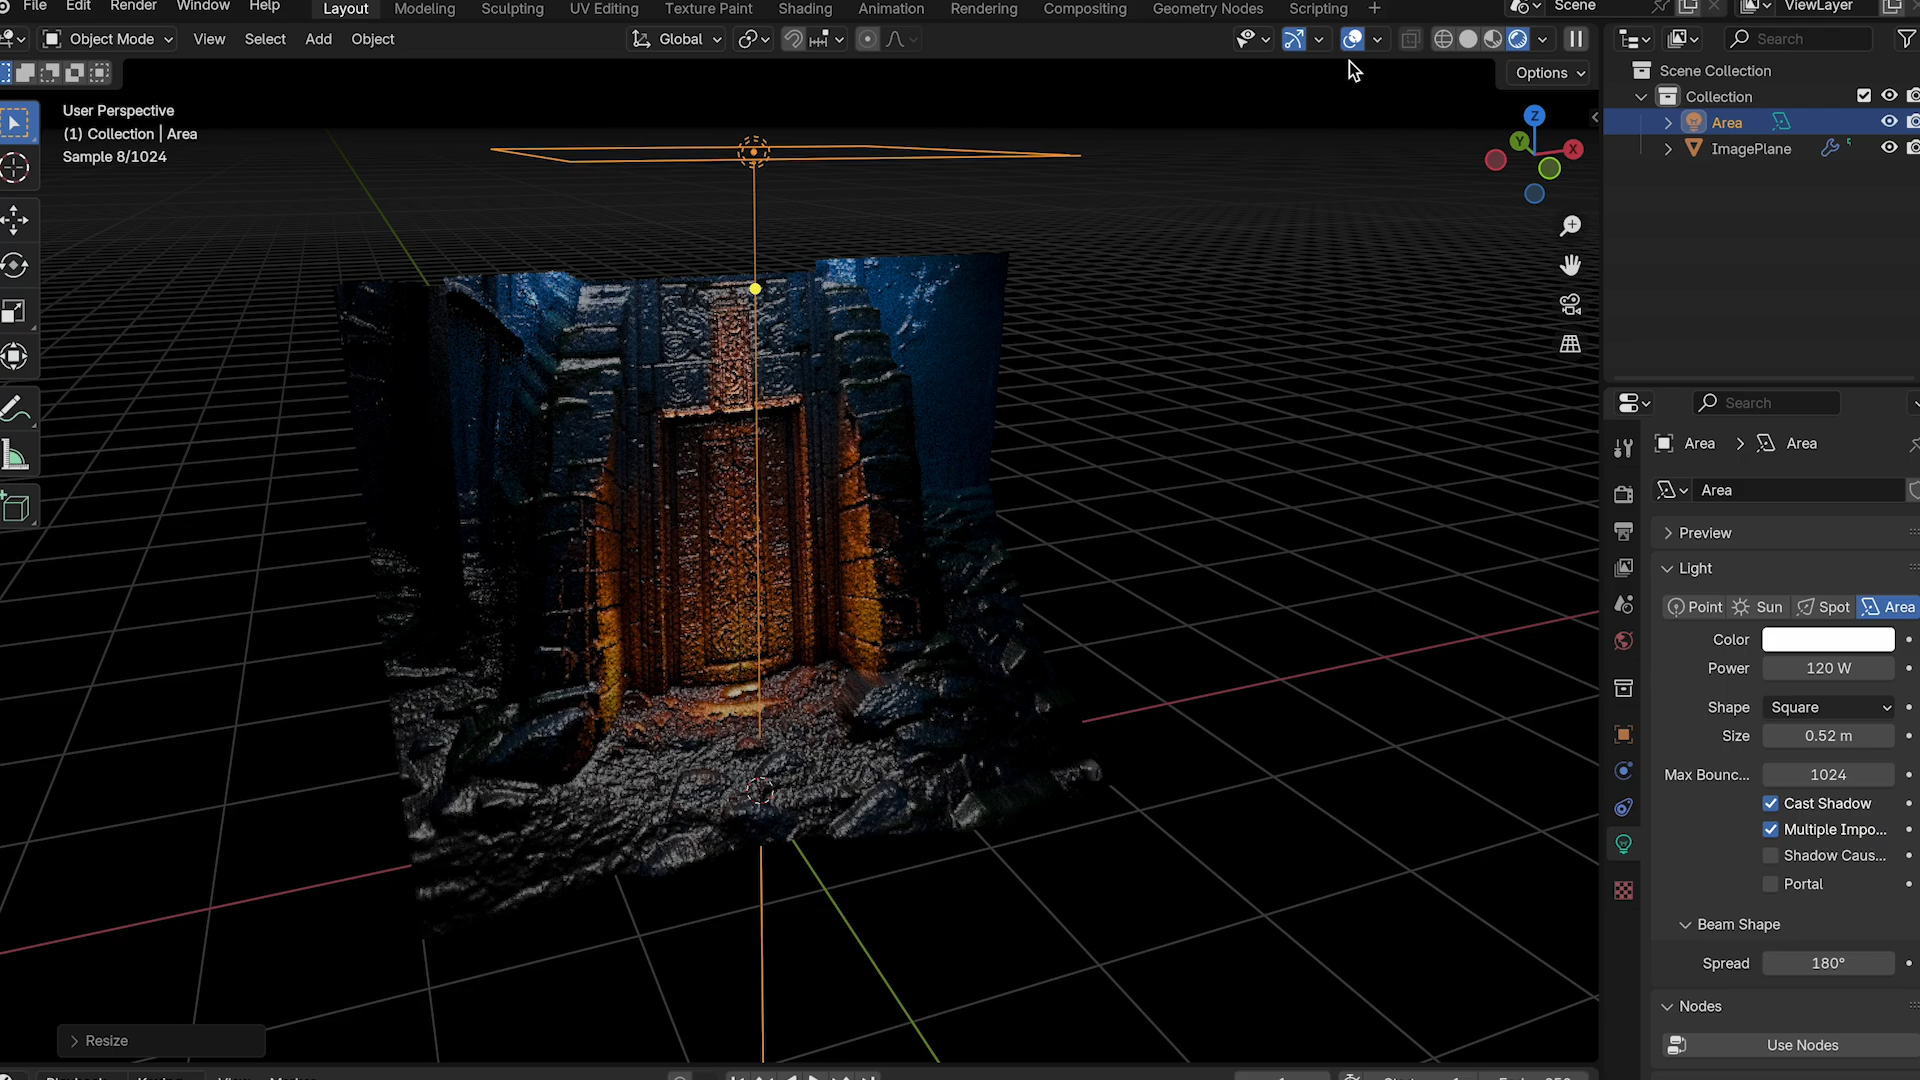 File Edit Render Window Help Layout Modeling Sculpting UV Editing Texture Paint Shading Animation Rendering Compositing Geometry Nodes Scripting + Scene ViewLayer
Object Mode View Select Add Object Global Search
Options
User Perspective
(1) Collection | Area
Sample 8/1024
Z
Y
X
Scene Collection
Collection
Area
ImagePlane
Search
Area > Area
Area
Preview
Light
Point Sun Spot Area
Color
Power 120 W
Shape Square
Size 0.52 m
Max Bounc... 1024
Cast Shadow
Multiple Impo...
Shadow Caus...
Portal
Beam Shape
Spread 180°
Nodes
Use Nodes
Resize